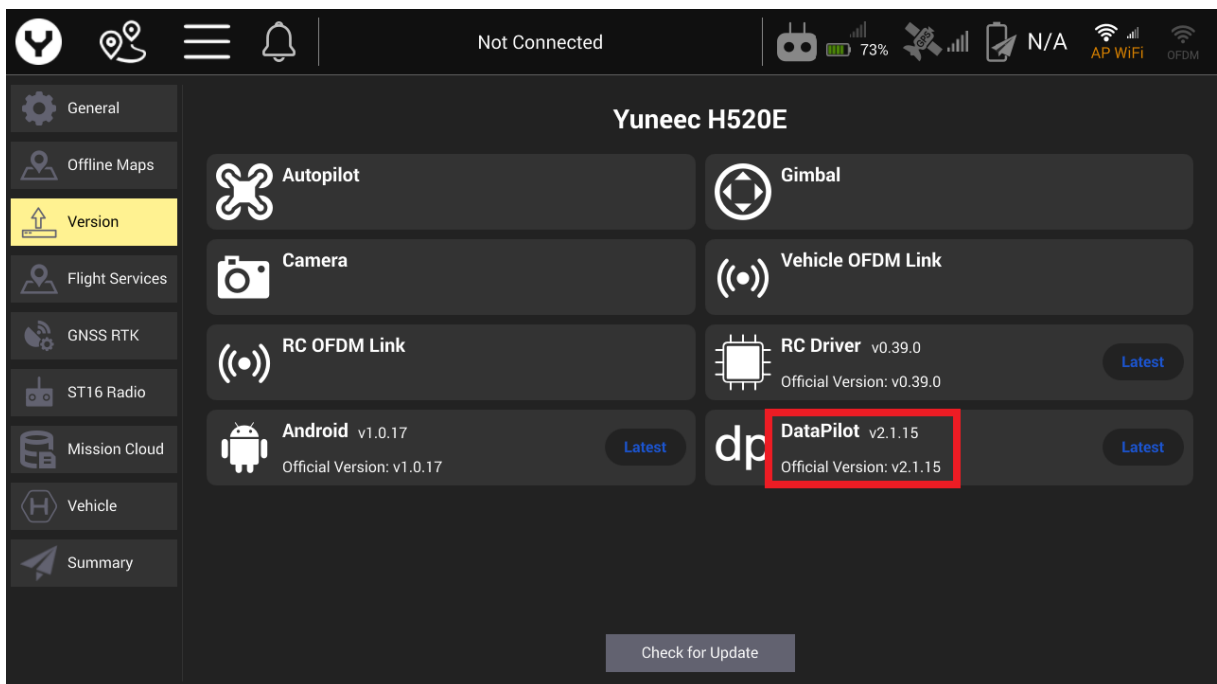 Not Connected
73%
GPS
N/A
AP WiFi
OFDM
General
Offline Maps
Version
Flight Services
GNSS RTK
ST16 Radio
Mission Cloud
Vehicle
Summary
Yuneec H520E
Autopilot
Gimbal
Camera
Vehicle OFDM Link
RC OFDM Link
RC Driver v0.39.0
Official Version: v0.39.0
Latest
Android v1.0.17
Official Version: v1.0.17
Latest
dp
DataPilot v2.1.15
Official Version: v2.1.15
Latest
Check for Update